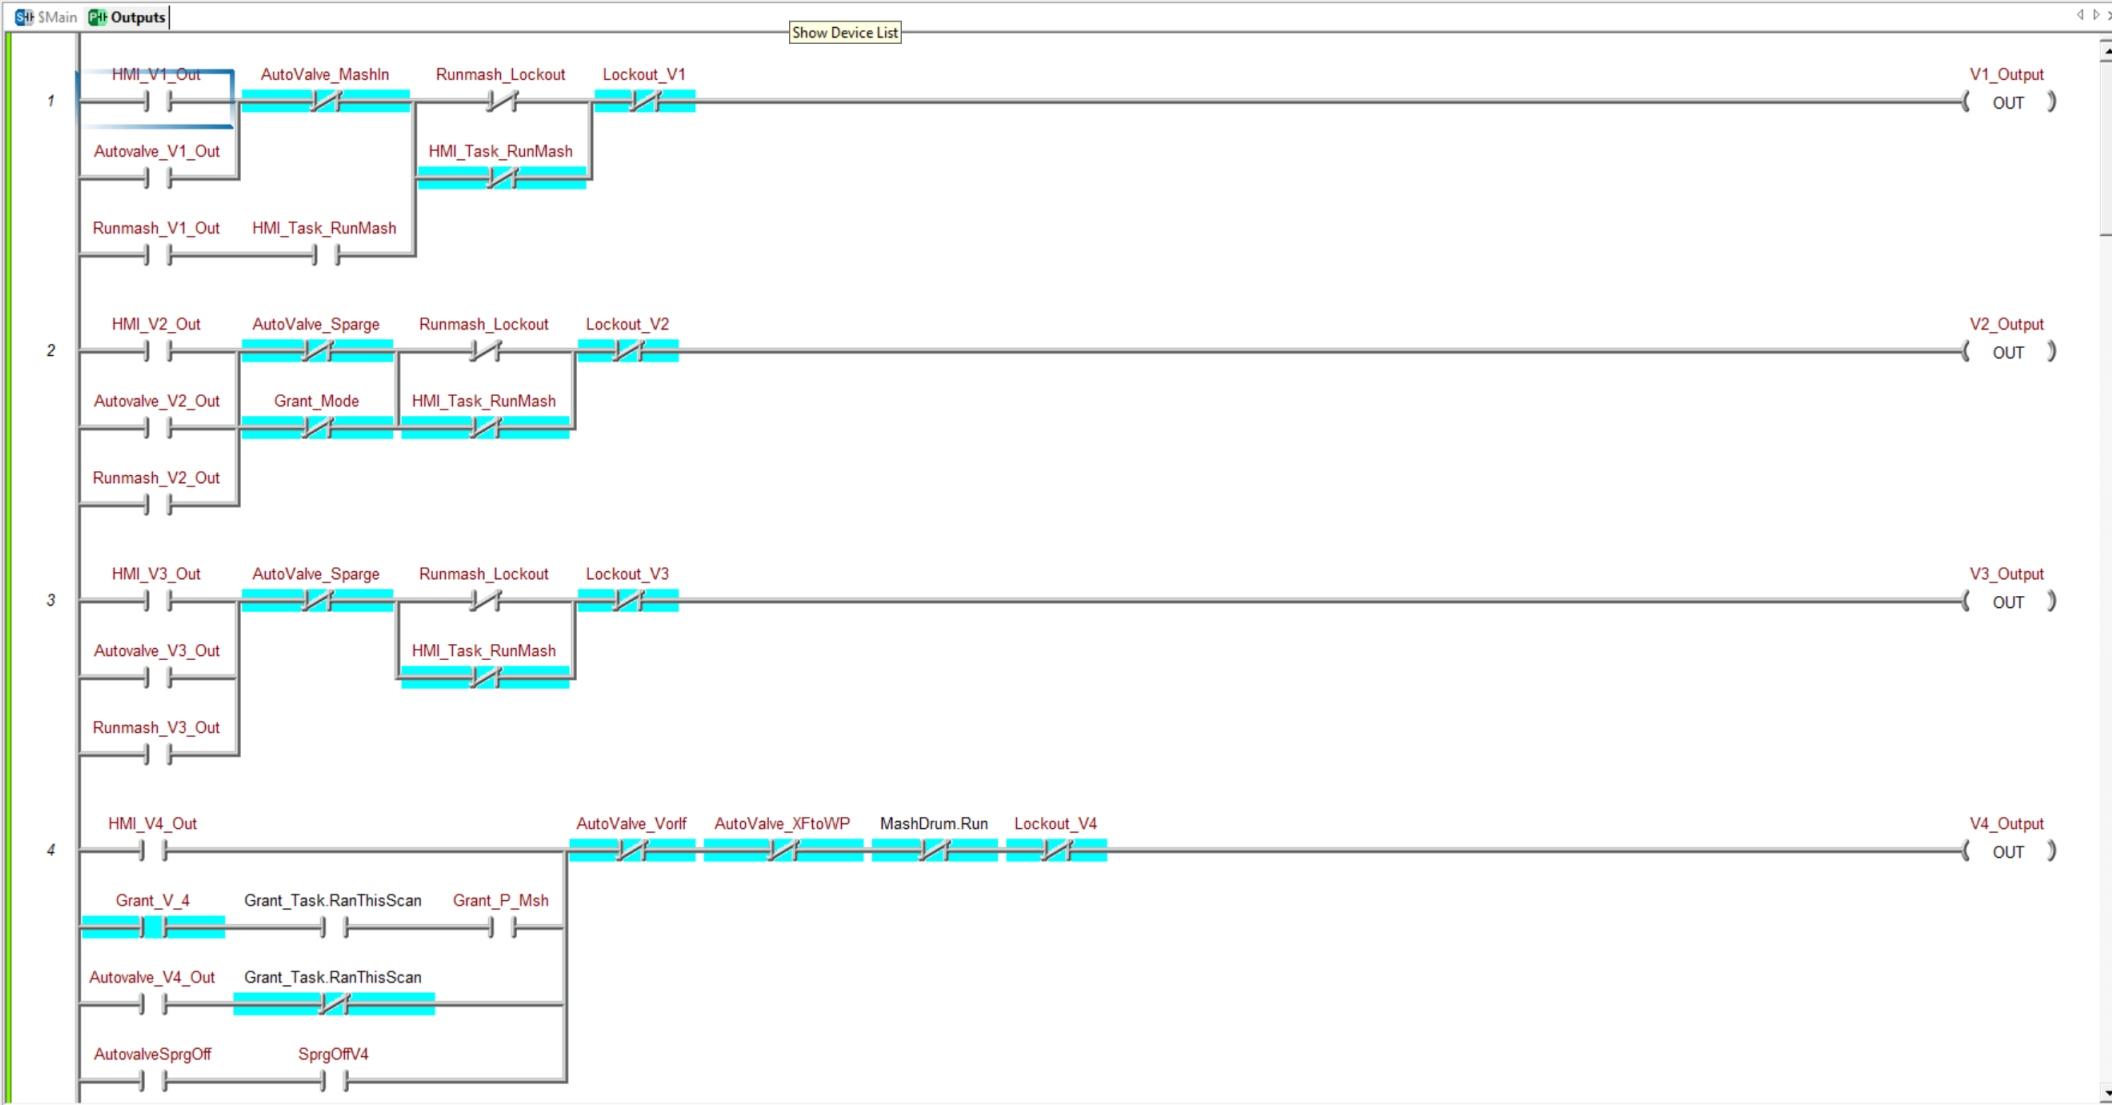 $Main Outputs
Show Device List
HMI_V1_Out AutoValve_MashIn Runmash_Lockout Lockout_V1 V1_Output
1 OUT
Autovalve_V1_Out HMI_Task_RunMash
Runmash_V1_Out HMI_Task_RunMash
HMI_V2_Out AutoValve_Sparge Runmash_Lockout Lockout_V2 V2_Output
2 OUT
Autovalve_V2_Out Grant_Mode HMI_Task_RunMash
Runmash_V2_Out
HMI_V3_Out AutoValve_Sparge Runmash_Lockout Lockout_V3 V3_Output
3 OUT
Autovalve_V3_Out HMI_Task_RunMash
Runmash_V3_Out
HMI_V4_Out AutoValve_Vorlf AutoValve_XFtoWP MashDrum.Run Lockout_V4 V4_Output
4 OUT
Grant_V_4 Grant_Task.RanThisScan Grant_P_Msh
Autovalve_V4_Out Grant_Task.RanThisScan
AutovalveSprgOff SprgOffV4